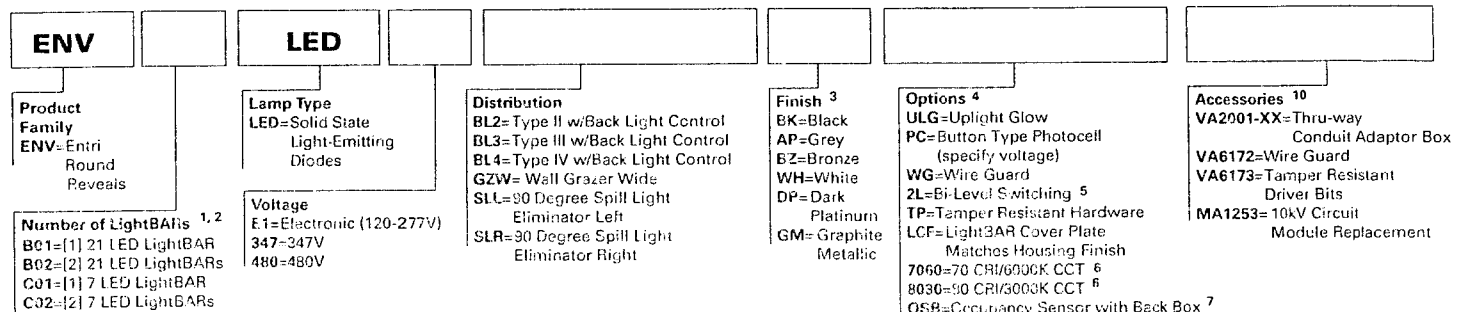 ENV
LED
Product
Family
ENV=Entri
Round
Reveals
Number of LightBARs 1, 2
B01=[1] 21 LED LightBAR
B02=[2] 21 LED LightBARs
C01=[1] 7 LED LightBAR
C02=[2] 7 LED LightBARs
Lamp Type
LED=Solid State
Light-Emitting
Diodes
Voltage
E1=Electronic (120-277V)
347=347V
480=480V
Distribution
BL2=Type II w/Back Light Control
BL3=Type III w/Back Light Control
BL4=Type IV w/Back Light Control
GZW=Wall Grazer Wide
SLL=90 Degree Spill Light
Eliminator Left
SLR=90 Degree Spill Light
Eliminator Right
Finish 3
BK=Black
AP=Grey
BZ=Bronze
WH=White
DP=Dark
Platinum
GM=Graphite
Metallic
Options 4
ULG=Uplight Glow
PC=Button Type Photocell
(specify voltage)
WG=Wire Guard
2L=Bi-Level Switching 5
TP=Tamper Resistant Hardware
LCF=LightBAR Cover Plate
Matches Housing Finish
7060=70 CRI/6000K CCT 6
8030=80 CRI/3000K CCT 6
OSB=Occupancy Sensor with Back Box 7
Accessories 10
VA2001-XX=Thru-way
Conduit Adaptor Box
VA6172=Wire Guard
VA6173=Tamper Resistant
Driver Bits
MA1253=10kV Circuit
Module Replacement